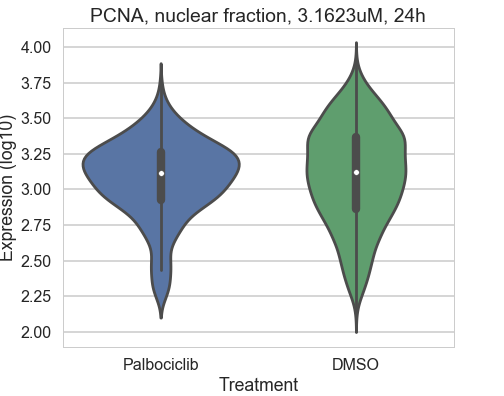 PCNA, nuclear fraction, 3.1623uM, 24h
4.00
3.75
3.50
3.25
3.00
2.75
2.50
2.25
2.00
Expression (log10)
Palbociclib DMSO
Treatment